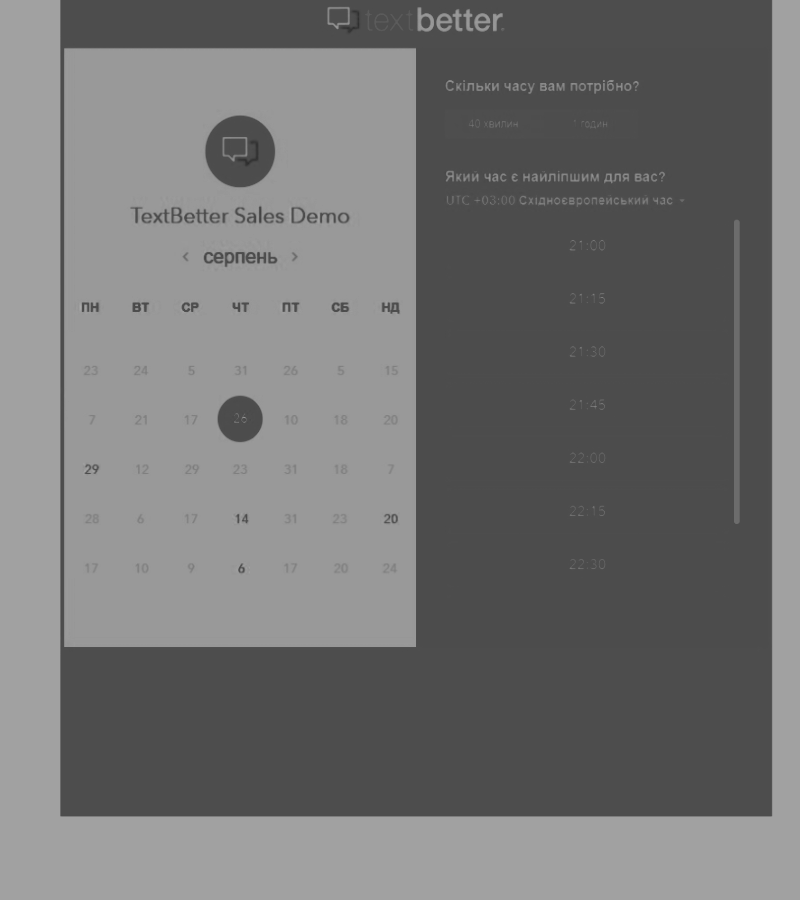 textbetter
TextBetter Sales Demo
< серпень >
ПН ВТ СР ЧТ ПТ СБ НД
23 24 5 31 26 5 15
7 21 17 26 10 18 20
29 12 29 23 31 18 7
28 6 17 14 31 23 20
17 10 9 6 17 20 24
Скільки часу вам потрібно?
40 хвилин 1 годин
Який час є найліпшим для вас?
UTC +03:00 Східноєвропейський час
21:00
21:15
21:30
21:45
22:00
22:15
22:30